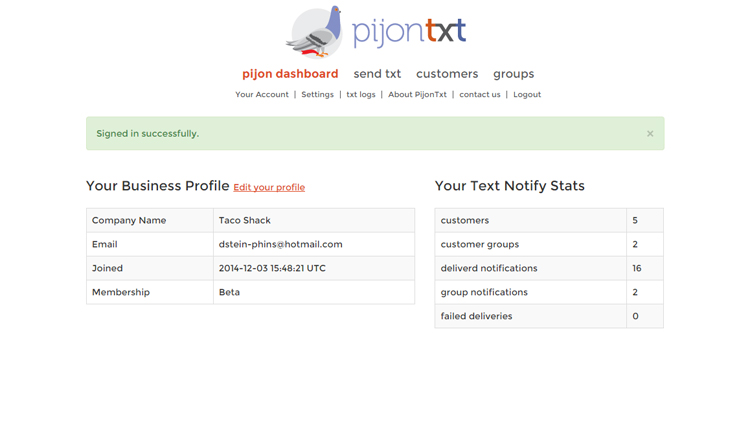 pijontxt
pijon dashboard send txt customers groups
Your Account | Settings | txt logs | About PijonTxt | contact us | Logout
Signed in successfully. ×
Your Business Profile Edit your profile
Company Name Taco Shack
Email dstein-phins@hotmail.com
Joined 2014-12-03 15:48:21 UTC
Membership Beta
Your Text Notify Stats
customers 5
customer groups 2
deliverd notifications 16
group notifications 2
failed deliveries 0